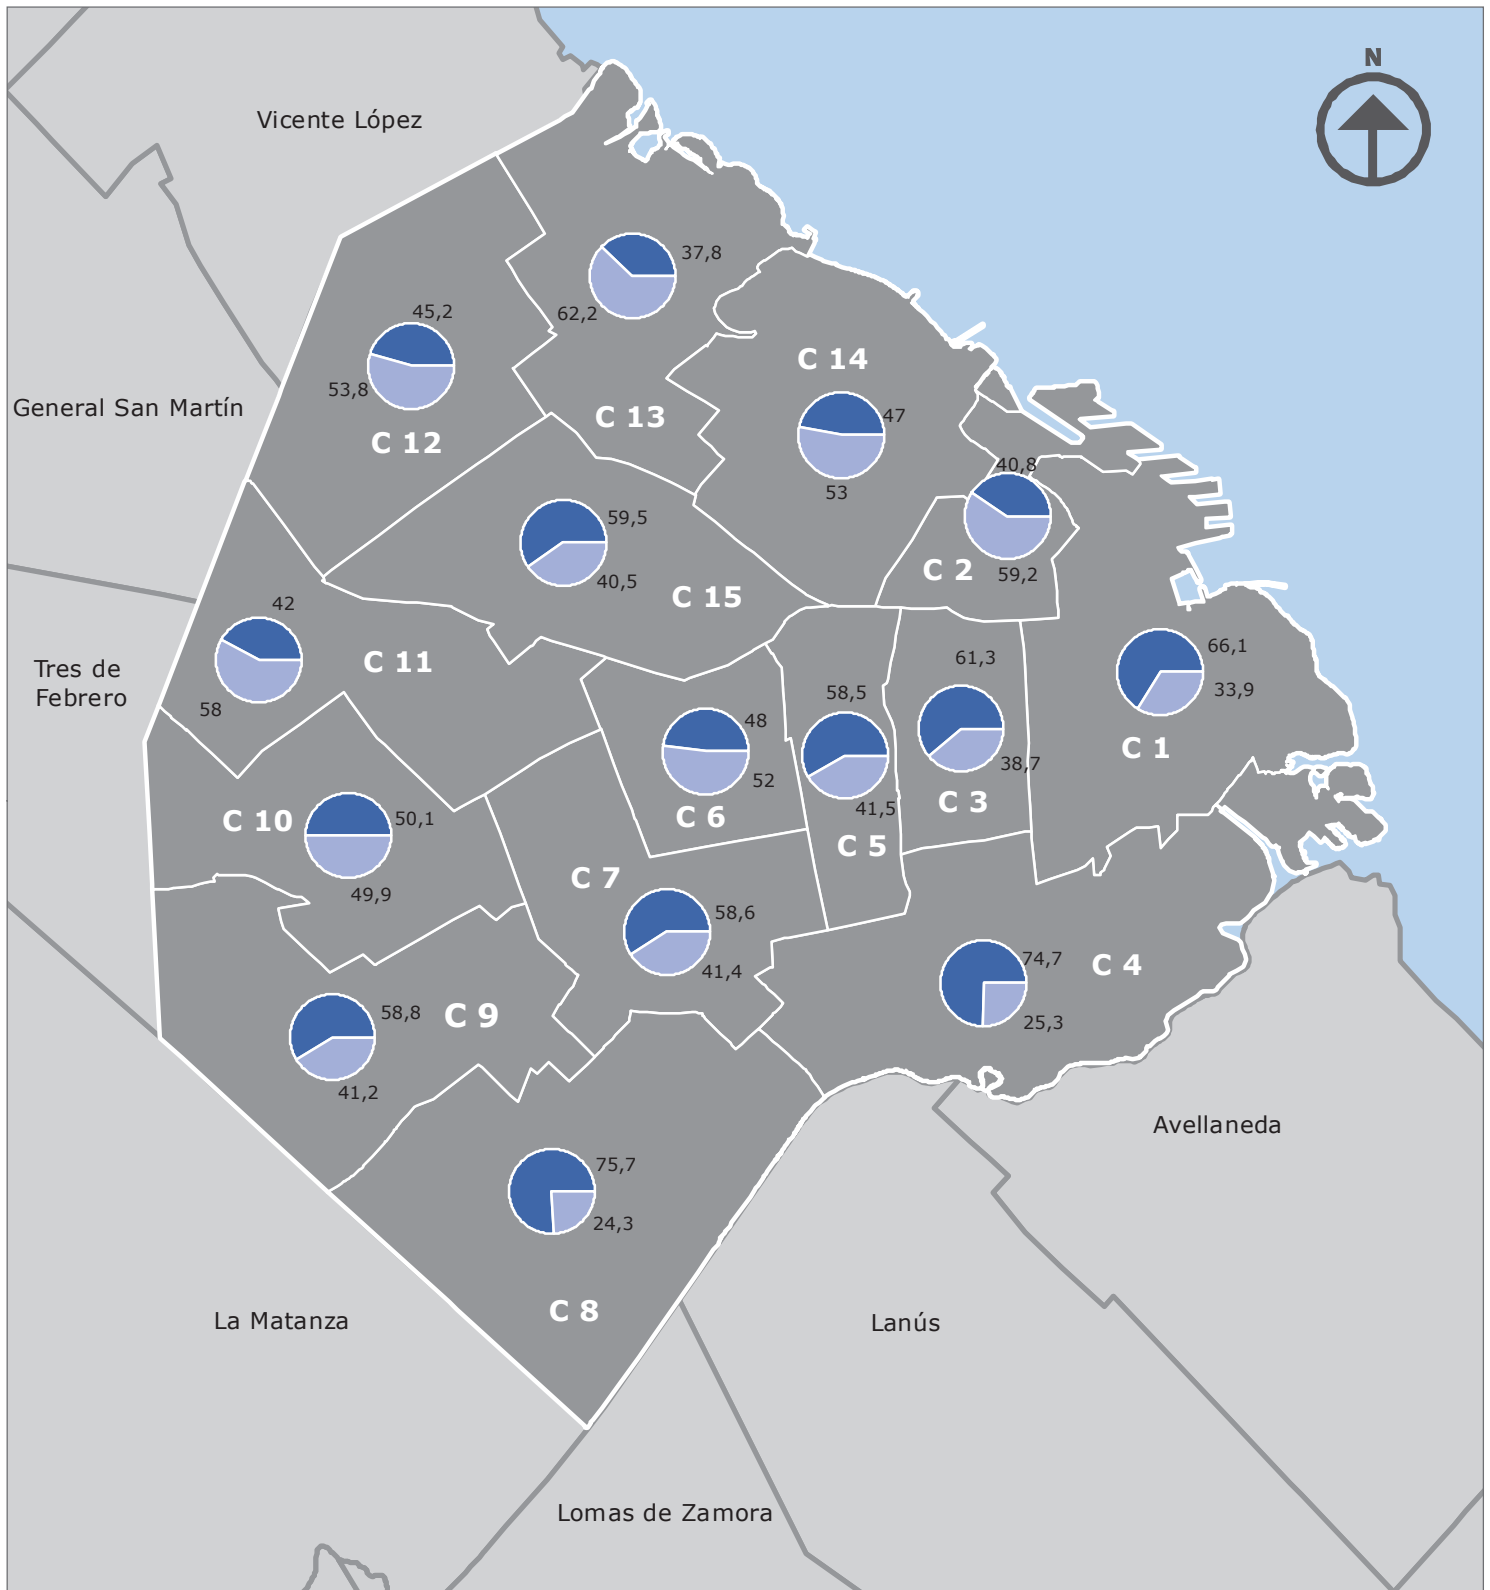 N
Vicente López
37,8
62,2
45,2
C 14
53,8
47
General San Martín
C 13
C 12
40,8
53
59,5
C 2
59,2
40,5
C 15
42
66,1
C 11
61,3
Tres de
Febrero
33,9
58,5
58
48
C 1
38,7
52
C 3
41,5
C 6
50,1
C 10
C 5
C 7
49,9
58,6
74,7
C 4
41,4
58,8
C 9
25,3
41,2
Avellaneda
75,7
24,3
C 8
La Matanza
Lanús
Lomas de Zamora